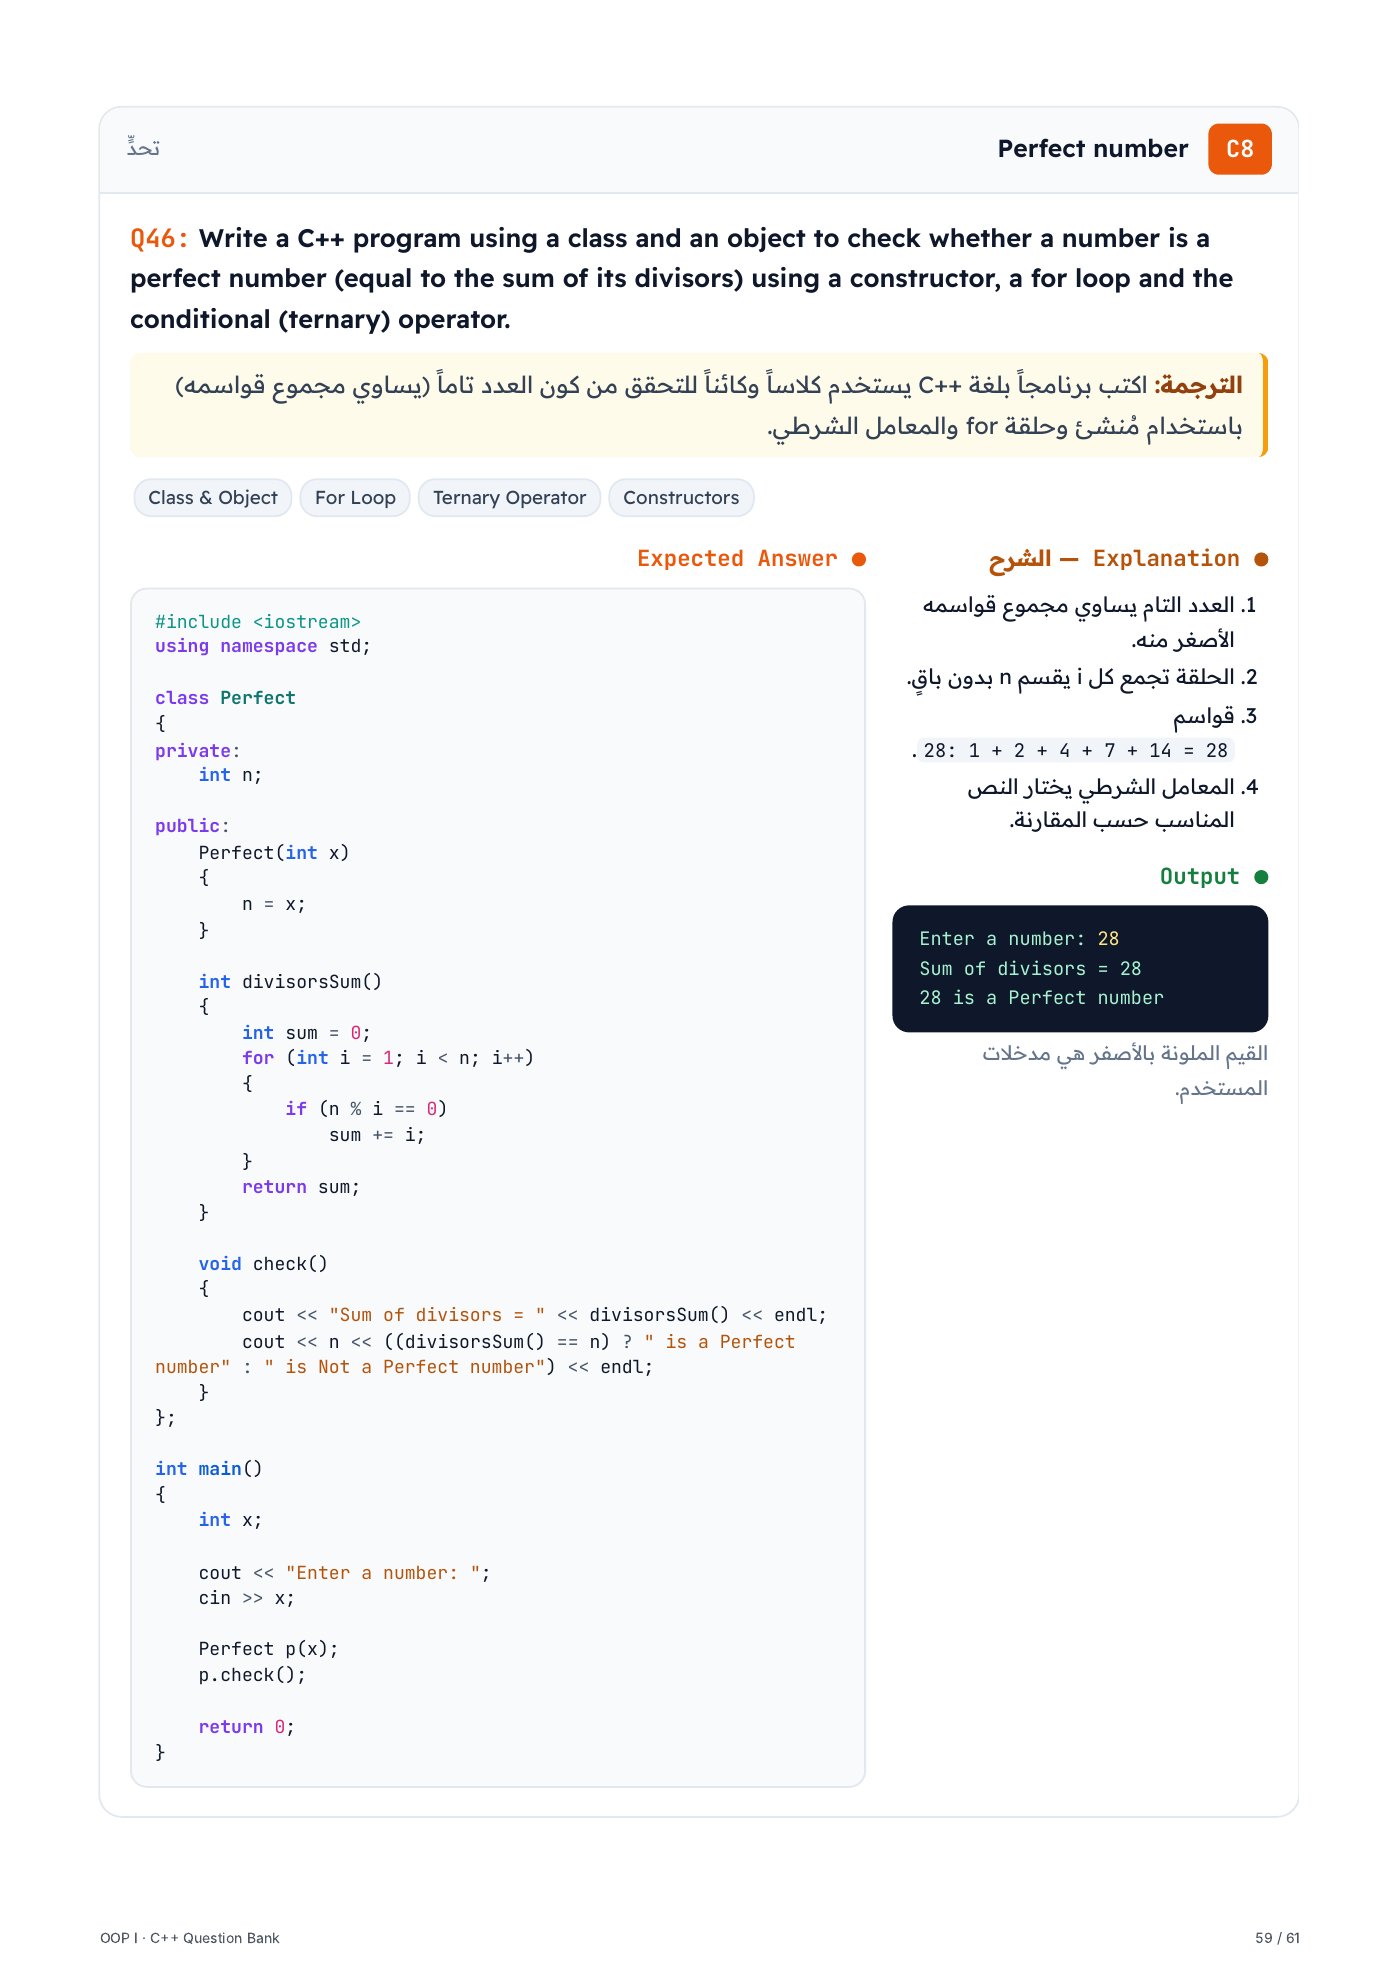 تحدٍّ
Perfect number
C8
Q46: Write a C++ program using a class and an object to check whether a number is a
perfect number (equal to the sum of its divisors) using a constructor, a for loop and the
conditional (ternary) operator.
الترجمة: اكتب برنامجاً بلغة C++ يستخدم كلاساً وكائناً للتحقق من كون العدد تاماً (يساوي مجموع قواسمه)
باستخدام مُنشئ وحلقة for والمعامل الشرطي.
Class & Object
For Loop
Ternary Operator
Constructors
Expected Answer
#include <iostream>
using namespace std;
class Perfect
{
private:
    int n;
public:
    Perfect(int x)
    {
        n = x;
    }
    int divisorsSum()
    {
        int sum = 0;
        for (int i = 1; i < n; i++)
        {
            if (n % i == 0)
                sum += i;
        }
        return sum;
    }
    void check()
    {
        cout << "Sum of divisors = " << divisorsSum() << endl;
        cout << n << ((divisorsSum() == n) ? " is a Perfect
number" : " is Not a Perfect number") << endl;
    }
};
int main()
{
    int x;
    cout << "Enter a number: ";
    cin >> x;
    Perfect p(x);
    p.check();
    return 0;
}
Explanation — الشرح
1. العدد التام يساوي مجموع قواسمه
الأصغر منه.
2. الحلقة تجمع كل i يقسم n بدون باقٍ.
3. قواسم
28: 1 + 2 + 4 + 7 + 14 = 28.
4. المعامل الشرطي يختار النص
المناسب حسب المقارنة.
Output
Enter a number: 28
Sum of divisors = 28
28 is a Perfect number
القيم الملونة بالأصفر هي مدخلات
المستخدم.
OOP I · C++ Question Bank
59 / 61